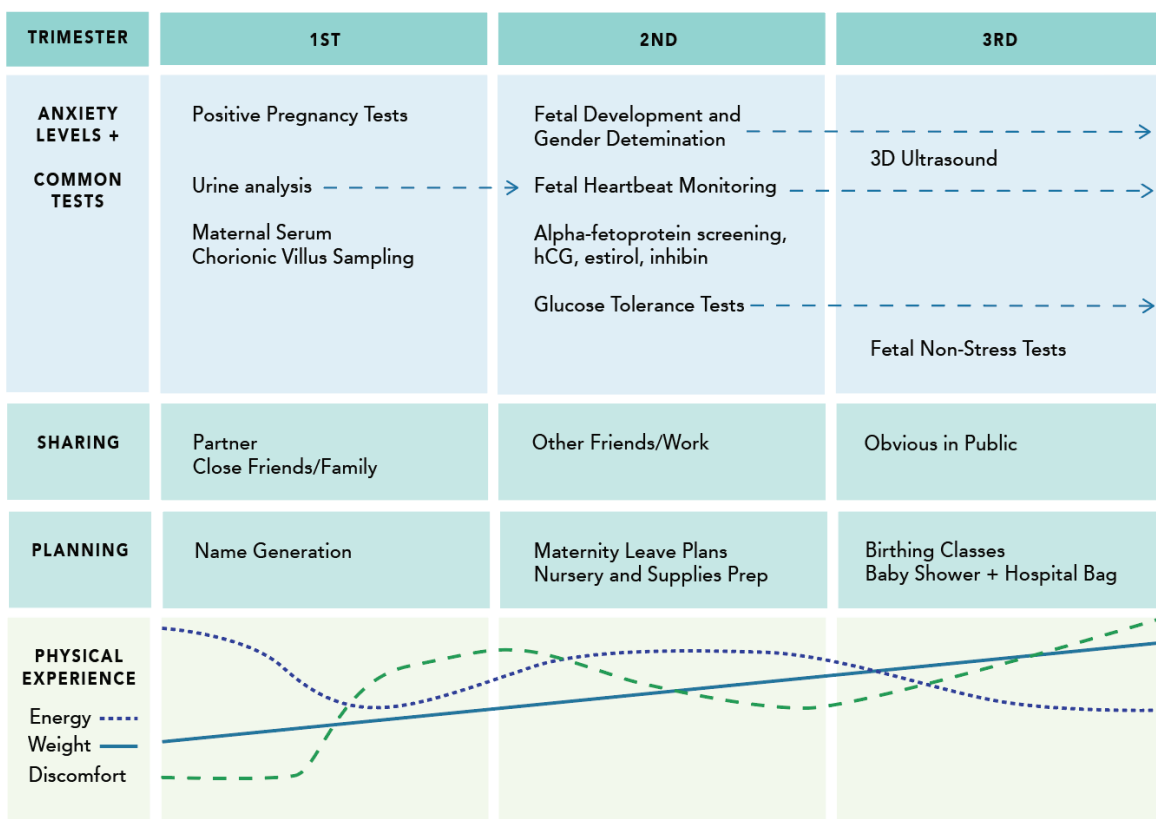 TRIMESTER
1ST
2ND
3RD
ANXIETY
LEVELS +
COMMON
TESTS
Positive Pregnancy Tests
Urine analysis
Maternal Serum
Chorionic Villus Sampling
Fetal Development and
Gender Detemination
Fetal Heartbeat Monitoring
Alpha-fetoprotein screening,
hCG, estirol, inhibin
Glucose Tolerance Tests
3D Ultrasound
Fetal Non-Stress Tests
SHARING
Partner
Close Friends/Family
Other Friends/Work
Obvious in Public
PLANNING
Name Generation
Maternity Leave Plans
Nursery and Supplies Prep
Birthing Classes
Baby Shower + Hospital Bag
PHYSICAL
EXPERIENCE
Energy
Weight
Discomfort